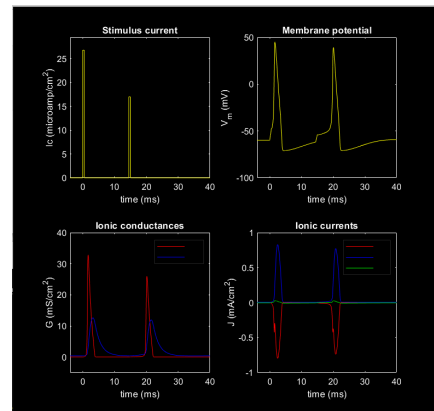 Stimulus current
Ic (microamp/cm²)
25
20
15
10
5
0
0 10 20 30 40
time (ms)
Membrane potential
Vₘ (mV)
50
0
-50
-100
0 10 20 30 40
time (ms)
Ionic conductances
G (mS/cm²)
40
30
20
10
0
0 20 40
time (ms)
Ionic currents
J (mA/cm²)
1
0.5
0
-0.5
-1
0 10 20 30 40
time (ms)